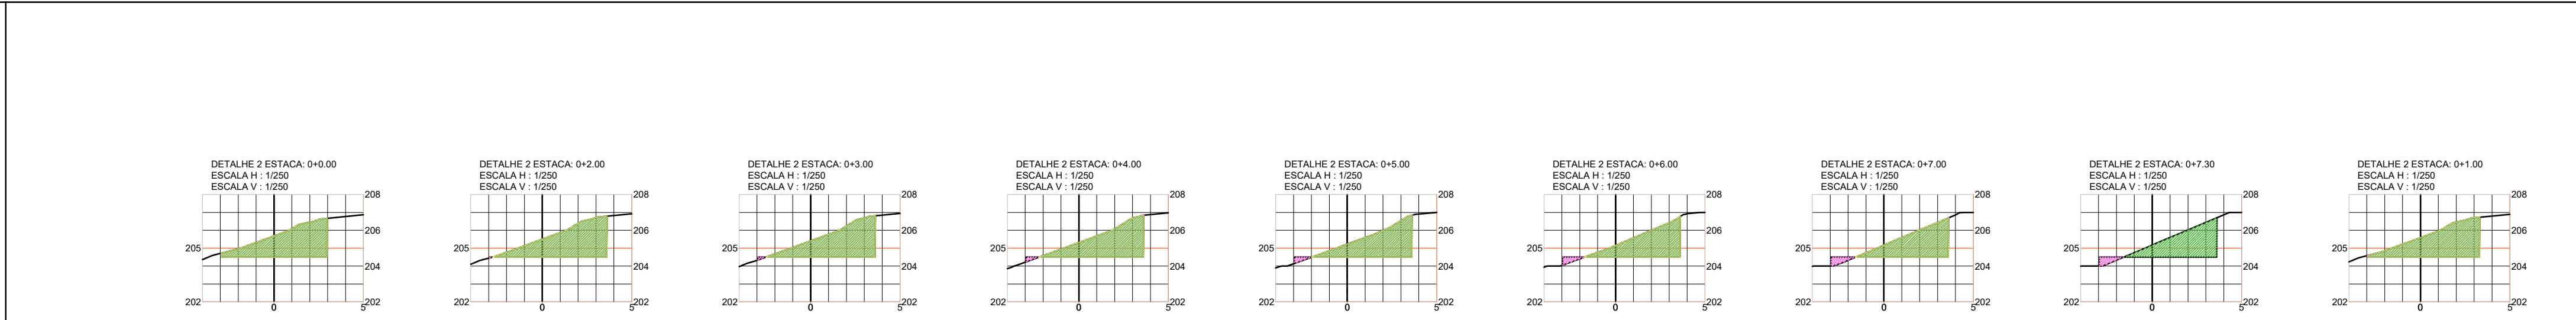 DETALHE 2 ESTACA: 0+0.00
ESCALA H : 1/250
ESCALA V : 1/250
208
206
205
204
202
202
0
5
DETALHE 2 ESTACA: 0+2.00
ESCALA H : 1/250
ESCALA V : 1/250
208
206
205
204
202
202
0
5
DETALHE 2 ESTACA: 0+3.00
ESCALA H : 1/250
ESCALA V : 1/250
208
206
205
204
202
202
0
5
DETALHE 2 ESTACA: 0+4.00
ESCALA H : 1/250
ESCALA V : 1/250
208
206
205
204
202
202
0
5
DETALHE 2 ESTACA: 0+5.00
ESCALA H : 1/250
ESCALA V : 1/250
208
206
205
204
202
202
0
5
DETALHE 2 ESTACA: 0+6.00
ESCALA H : 1/250
ESCALA V : 1/250
208
206
205
204
202
202
0
5
DETALHE 2 ESTACA: 0+7.00
ESCALA H : 1/250
ESCALA V : 1/250
208
206
205
204
202
202
0
5
DETALHE 2 ESTACA: 0+7.30
ESCALA H : 1/250
ESCALA V : 1/250
208
206
205
204
202
202
0
5
DETALHE 2 ESTACA: 0+1.00
ESCALA H : 1/250
ESCALA V : 1/250
208
206
205
204
202
202
0
5